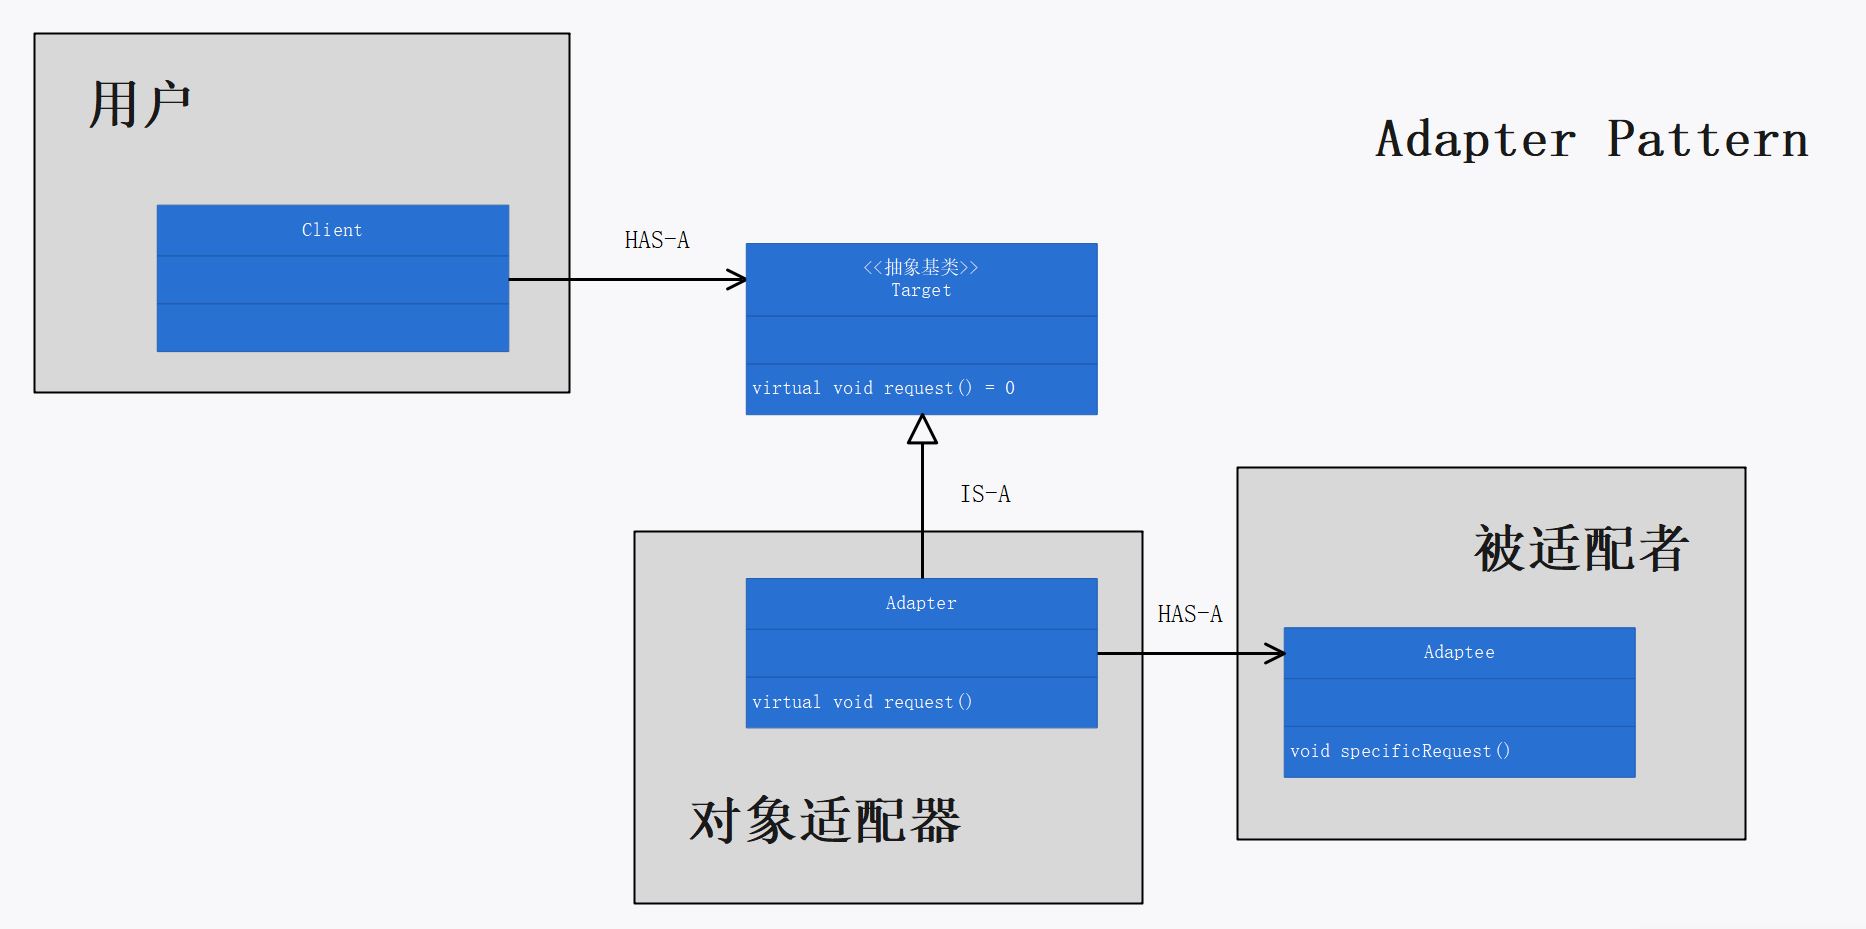 用户
Adapter Pattern
Client
HAS-A
<<抽象基类>>
Target
virtual void request() = 0
IS-A
被适配者
Adapter
HAS-A
Adaptee
virtual void request()
void specificRequest()
对象适配器